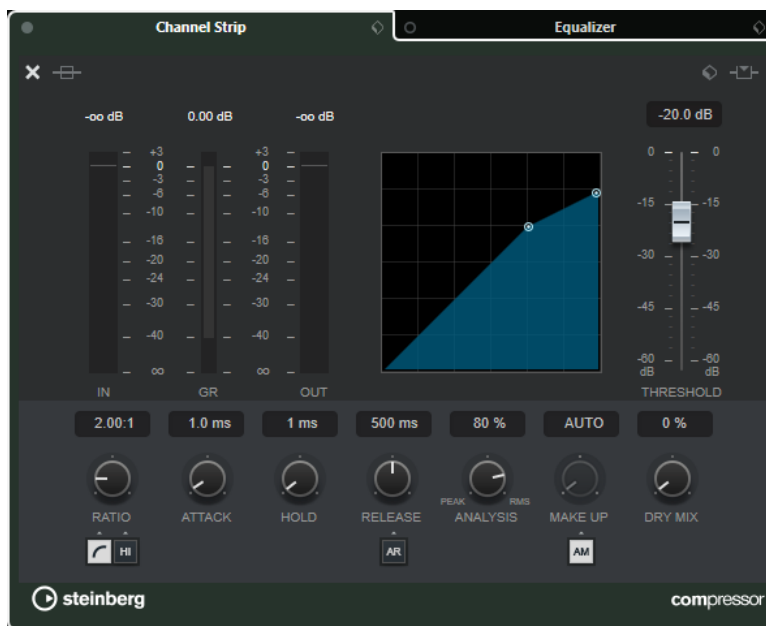 Channel Strip
Equalizer
-oo dB 0.00 dB -oo dB -20.0 dB
+3 +3 0 0
0 0
-3 -3
-6 -6
-10 -10 -15 -15
-16 -16
-20 -20 -30 -30
-24 -24
-30 -30 -45 -45
-40 -40
∞ ∞ -60 -60
dB dB
IN GR OUT THRESHOLD
2.00:1 1.0 ms 1 ms 500 ms 80 % AUTO 0 %
PEAK RMS
RATIO ATTACK HOLD RELEASE ANALYSIS MAKE UP DRY MIX
HI AR AM
steinberg compressor